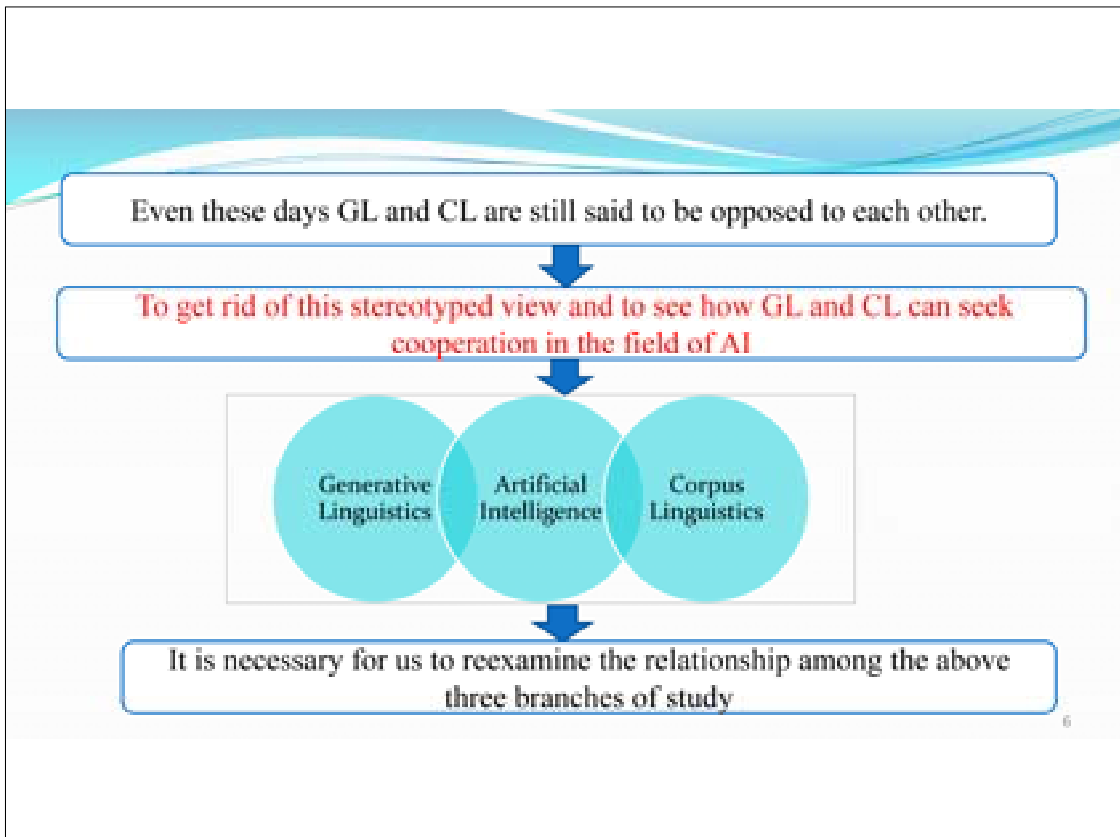 Even these days GL and CL are still said to be opposed to each other.
To get rid of this stereotyped view and to see how GL and CL can seek
cooperation in the field of AI
Generative
Linguistics
Artificial
Intelligence
Corpus
Linguistics
It is necessary for us to reexamine the relationship among the above
three branches of study
6